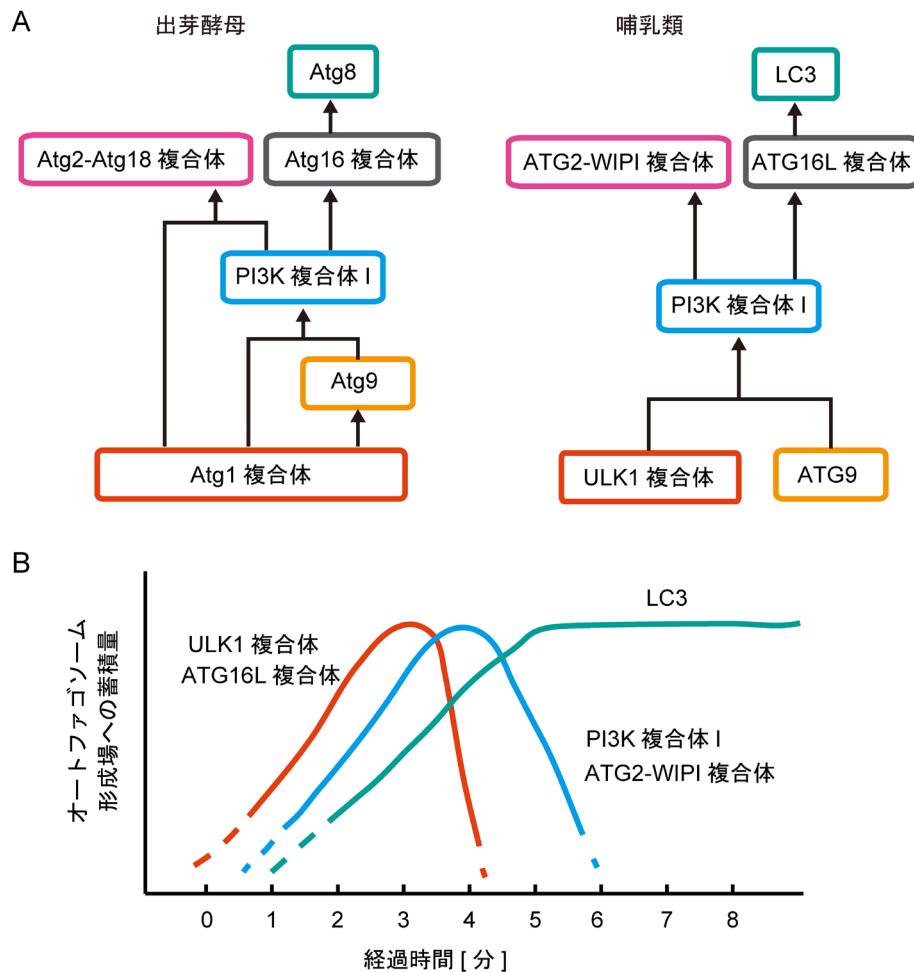 A
出芽酵母
哺乳類
Atg8
LC3
Atg2-Atg18 複合体
Atg16 複合体
ATG2-WIPI 複合体
ATG16L 複合体
PI3K 複合体 I
PI3K 複合体 I
Atg9
Atg1 複合体
ULK1 複合体
ATG9
B
オートファゴソーム
形成場への蓄積量
ULK1 複合体
ATG16L 複合体
LC3
PI3K 複合体 I
ATG2-WIPI 複合体
0 1 2 3 4 5 6 7 8
経過時間 [ 分 ]